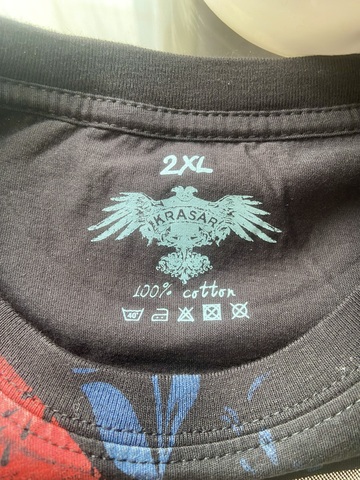 2XL
KRASAR
100% cotton
40°